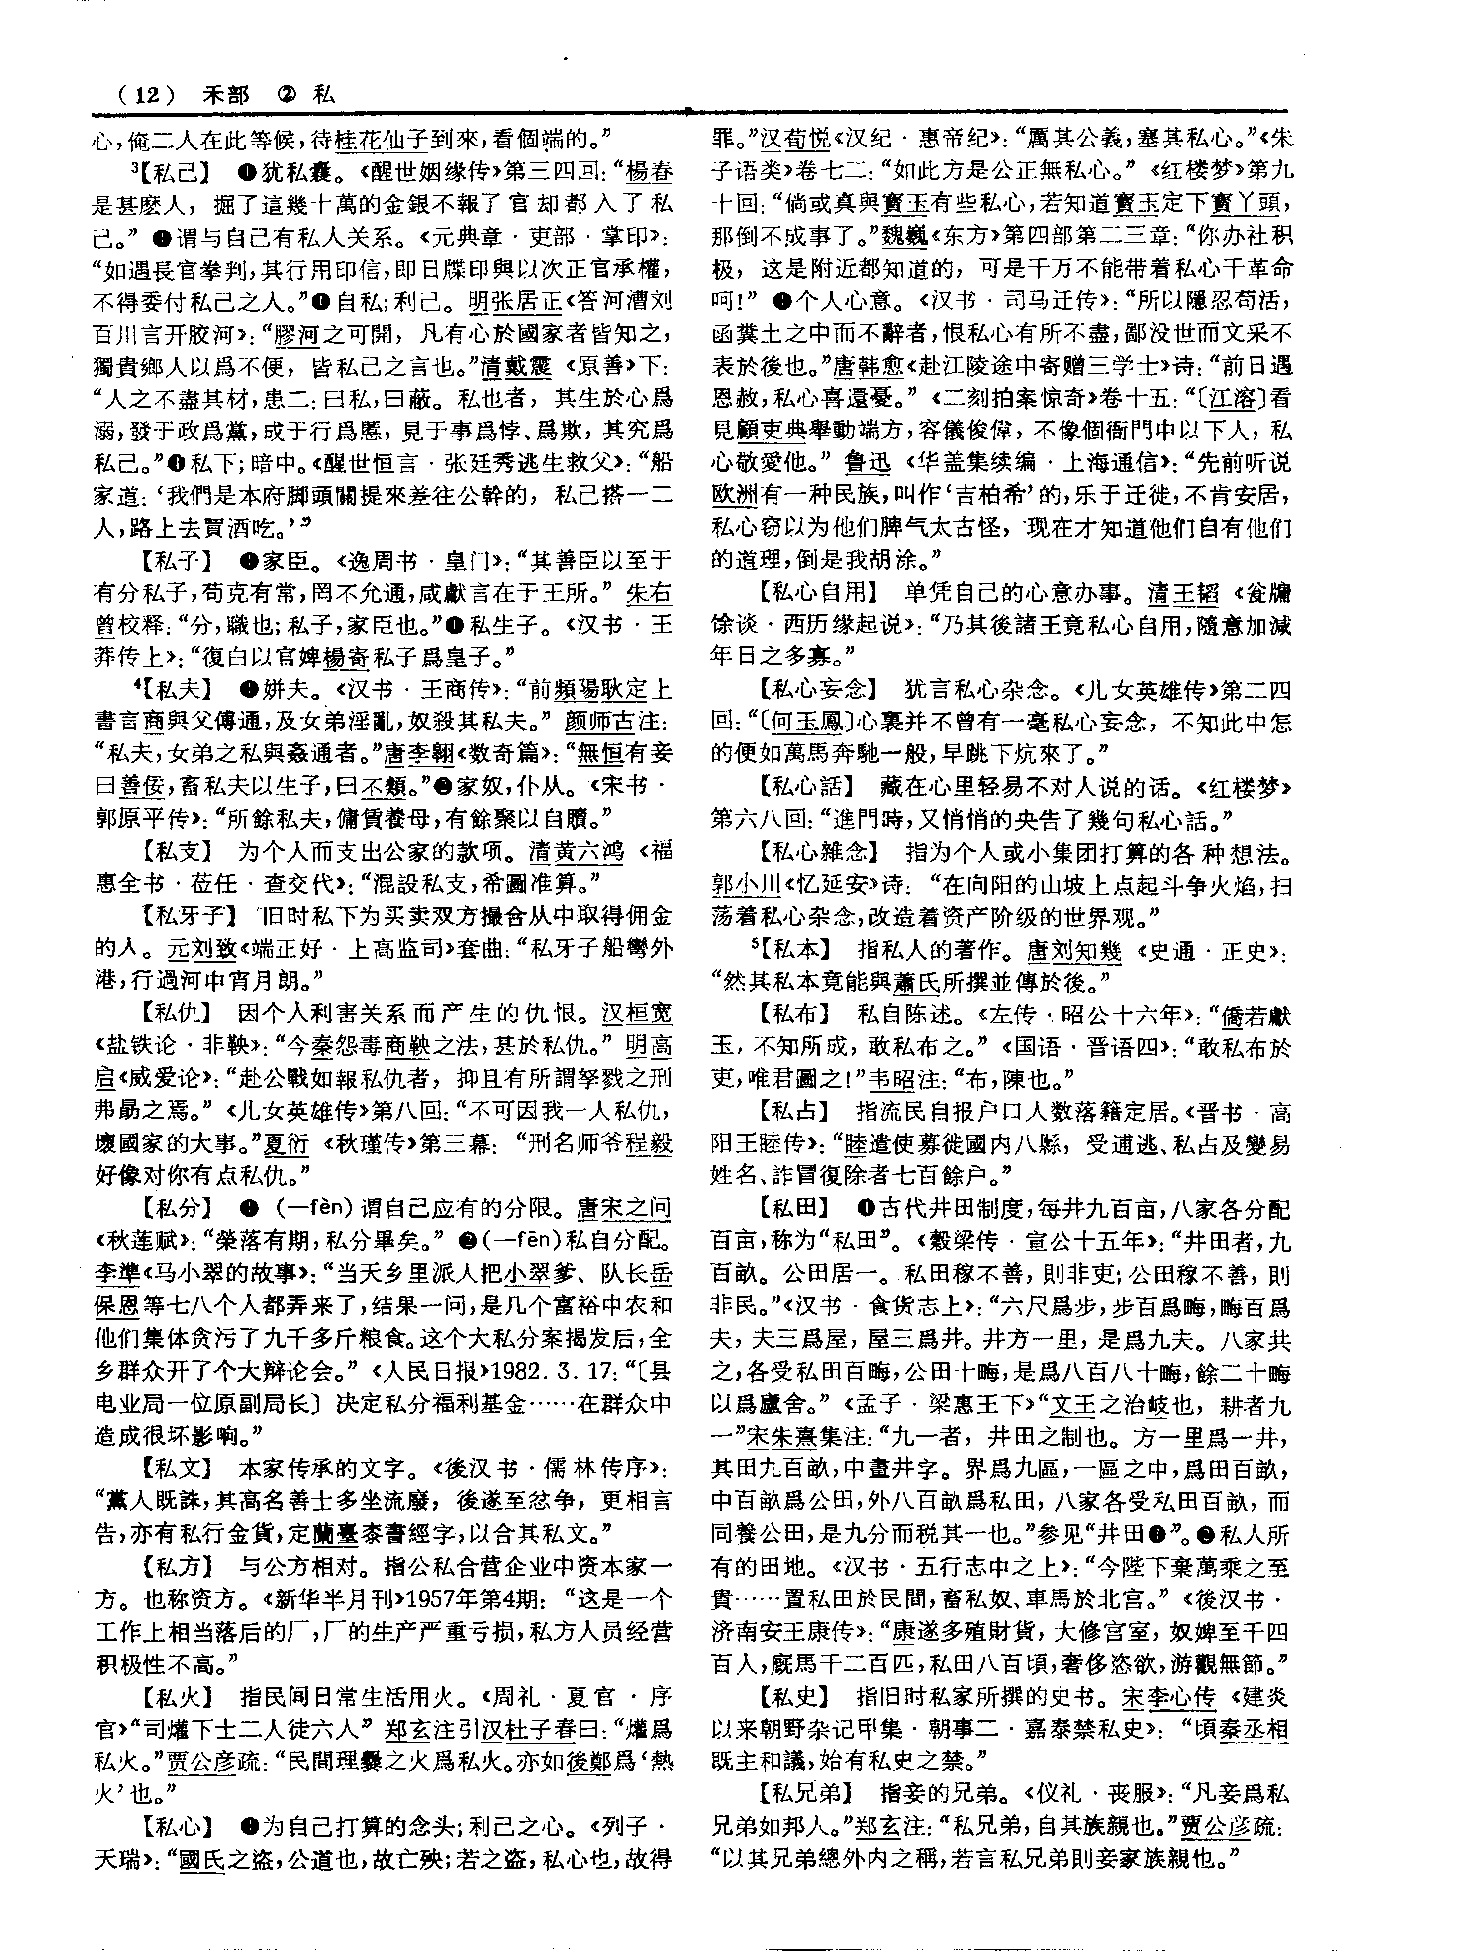 （12） 禾部 ② 私
心，俺二人在此等候，待桂花仙子到來，看個端的。”
³【私己】 ❶犹私囊。《醒世姻缘传》第三四回：“楊春
是甚麽人，掘了這幾十萬的金銀不報了官却都入了私
己。” ❷谓与自己有私人关系。《元典章·吏部·掌印》：
“如遇長官拳判，其行用印信，即日牒印與以次正官承權，
不得委付私己之人。”❸自私；利己。明张居正《答河漕刘
百川言开胶河》：“膠河之可開，凡有心於國家者皆知之，
獨貴鄉人以爲不便，皆私己之言也。”清戴震《原善》下：
“人之不盡其材，患二：曰私，曰蔽。私也者，其生於心爲
溺，發于政爲黨，成于行爲慝，見于事爲悖、爲欺，其究爲
私己。”❹私下；暗中。《醒世恒言·张廷秀逃生救父》：“船
家道：‘我們是本府脚頭關提來差往公幹的，私己搭一二
人，路上去買酒吃。’”
【私子】 ❶家臣。《逸周书·皇门》：“其善臣以至于
有分私子，苟克有常，罔不允通，咸獻言在于王所。” 朱右
曾校释：“分，職也；私子，家臣也。”❷私生子。《汉书·王
莽传上》：“復白以官婢楊寄私子爲皇子。”
⁴【私夫】 ❶姘夫。《汉书·王商传》：“前頻陽耿定上
書言商與父傅通，及女弟淫亂，奴殺其私夫。” 颜师古注：
“私夫，女弟之私與姦通者。”唐李翱《数奇篇》：“無恒有妾
曰善佞，畜私夫以生子，曰不類。”❷家奴，仆从。《宋书·
郭原平传》：“所餘私夫，傭賃養母，有餘聚以自贖。”
【私支】 为个人而支出公家的款项。清黄六鸿《福
惠全书·莅任·查交代》：“混設私支，希圖准算。”
【私牙子】 旧时私下为买卖双方撮合从中取得佣金
的人。元刘致《端正好·上高监司》套曲：“私牙子船彎外
港，行過河中宵月朗。”
【私仇】 因个人利害关系而产生的仇恨。汉桓宽
《盐铁论·非鞅》：“今秦怨毒商鞅之法，甚於私仇。” 明高
启《威爱论》：“赴公戰如報私仇者，抑且有所謂孥戮之刑
弗勗之焉。”《儿女英雄传》第八回：“不可因我一人私仇，
壞國家的大事。”夏衍《秋瑾传》第三幕：“刑名师爷程毅
好像对你有点私仇。”
【私分】 ❶（—fèn）谓自己应有的分限。唐宋之问
《秋莲赋》：“榮落有期，私分畢矣。” ❷（—fēn）私自分配。
李準《马小翠的故事》：“当天乡里派人把小翠爹、队长岳
保恩等七八个人都弄来了，结果一问，是几个富裕中农和
他们集体贪污了九千多斤粮食。这个大私分案揭发后，全
乡群众开了个大辩论会。”《人民日报》1982．3．17：“〔县
电业局一位原副局长〕决定私分福利基金……在群众中
造成很坏影响。”
【私文】 本家传承的文字。《後汉书·儒林传序》：
“黨人既誅，其高名善士多坐流廢，後遂至忿争，更相言
告，亦有私行金貨，定蘭臺桼書經字，以合其私文。”
【私方】 与公方相对。指公私合营企业中资本家一
方。也称资方。《新华半月刊》1957年第4期：“这是一个
工作上相当落后的厂，厂的生产严重亏损，私方人员经营
积极性不高。”
【私火】 指民间日常生活用火。《周礼·夏官·序
官》“司爟下士二人徒六人” 郑玄注引汉杜子春曰：“爟爲
私火。”贾公彦疏：“民間理爨之火爲私火。亦如後鄭爲‘熱
火’也。”
【私心】 ❶为自己打算的念头；利己之心。《列子·
天瑞》：“國氏之盗，公道也，故亡殃；若之盗，私心也，故得
罪。”汉荀悦《汉纪·惠帝纪》：“厲其公義，塞其私心。”《朱
子语类》卷七二：“如此方是公正無私心。”《红楼梦》第九
十回：“倘或真與寶玉有些私心，若知道寶玉定下寶丫頭，
那倒不成事了。”魏巍《东方》第四部第二三章：“你办社积
极，这是附近都知道的，可是千万不能带着私心干革命
呵！” ❷个人心意。《汉书·司马迁传》：“所以隱忍苟活，
函糞土之中而不辭者，恨私心有所不盡，鄙没世而文采不
表於後也。”唐韩愈《赴江陵途中寄赠三学士》诗：“前日遇
恩赦，私心喜還憂。”《二刻拍案惊奇》卷十五：“〔江溶〕看
見顧吏典舉動端方，容儀俊偉，不像個衙門中以下人，私
心敬愛他。” 鲁迅《华盖集续编·上海通信》：“先前听说
欧洲有一种民族，叫作‘吉柏希’的，乐于迁徙，不肯安居，
私心窃以为他们脾气太古怪，现在才知道他们自有他们
的道理，倒是我胡涂。”
【私心自用】 单凭自己的心意办事。清王韬《瓮牖
馀谈·西历缘起说》：“乃其後諸王竟私心自用，隨意加減
年日之多寡。”
【私心妄念】 犹言私心杂念。《儿女英雄传》第二四
回：“〔何玉鳳〕心裏并不曾有一毫私心妄念，不知此中怎
的便如萬馬奔馳一般，早跳下炕來了。”
【私心話】 藏在心里轻易不对人说的话。《红楼梦》
第六八回：“進門時，又悄悄的央告了幾句私心話。”
【私心雜念】 指为个人或小集团打算的各种想法。
郭小川《忆延安》诗：“在向阳的山坡上点起斗争火焰，扫
荡着私心杂念，改造着资产阶级的世界观。”
⁵【私本】 指私人的著作。唐刘知幾《史通·正史》：
“然其私本竟能與蕭氏所撰並傳於後。”
【私布】 私自陈述。《左传·昭公十六年》：“僑若獻
玉，不知所成，敢私布之。”《国语·晋语四》：“敢私布於
吏，唯君圖之！”韦昭注：“布，陳也。”
【私占】 指流民自报户口人数落籍定居。《晋书·高
阳王睦传》：“睦遣使募徙國内八縣，受逋逃、私占及變易
姓名、詐冒復除者七百餘户。”
【私田】 ❶古代井田制度，每井九百亩，八家各分配
百亩，称为“私田”。《穀梁传·宣公十五年》：“井田者，九
百畝。公田居一。私田稼不善，則非吏；公田稼不善，則
非民。”《汉书·食货志上》：“六尺爲步，步百爲畮，畮百爲
夫，夫三爲屋，屋三爲井。井方一里，是爲九夫。八家共
之，各受私田百畮，公田十畮，是爲八百八十畮，餘二十畮
以爲廬舍。”《孟子·梁惠王下》“文王之治岐也，耕者九
一”宋朱熹集注：“九一者，井田之制也。方一里爲一井，
其田九百畝，中畫井字。界爲九區，一區之中，爲田百畝，
中百畝爲公田，外八百畝爲私田，八家各受私田百畝，而
同養公田，是九分而税其一也。”参见“井田❶”。❷私人所
有的田地。《汉书·五行志中之上》：“今陛下棄萬乘之至
貴……置私田於民間，畜私奴、車馬於北宫。”《後汉书·
济南安王康传》：“康遂多殖財貨，大修宫室，奴婢至千四
百人，廐馬千二百匹，私田八百頃，奢侈恣欲，游觀無節。”
【私史】 指旧时私家所撰的史书。宋李心传《建炎
以来朝野杂记甲集·朝事二·嘉泰禁私史》：“頃秦丞相
既主和議，始有私史之禁。”
【私兄弟】 指妾的兄弟。《仪礼·丧服》：“凡妾爲私
兄弟如邦人。”郑玄注：“私兄弟，自其族親也。”贾公彦疏：
“以其兄弟總外内之稱，若言私兄弟則妾家族親也。”